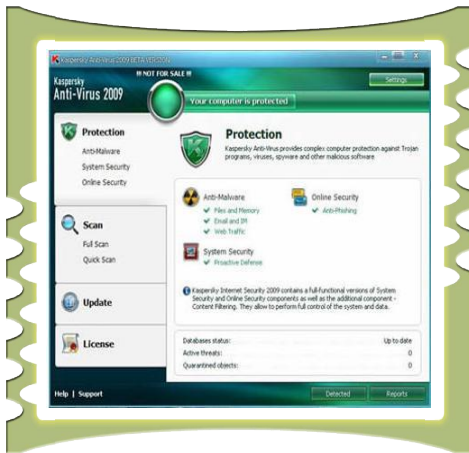 Kaspersky Anti-Virus 2009 BETA VERSION
!!! NOT FOR SALE !!!
Kaspersky
Anti-Virus 2009
Settings
Your computer is protected
Protection
Anti-Malware
System Security
Online Security
Scan
Full Scan
Quick Scan
Update
License
Protection
Kaspersky Anti-Virus provides complex computer protection against Trojan
programs, viruses, spyware and other malicious software
Anti-Malware
Files and Memory
Email and IM
Web Traffic
Online Security
Anti-Phishing
System Security
Proactive Defense
Kaspersky Internet Security 2009 contains a full-functional versions of System
Security and Online Security components as well as the additional component -
Content Filtering. They allow to perform full control of the system and data.
Databases status: Up to date
Active threats: 0
Quarantined objects: 0
Help | Support
Detected
Reports